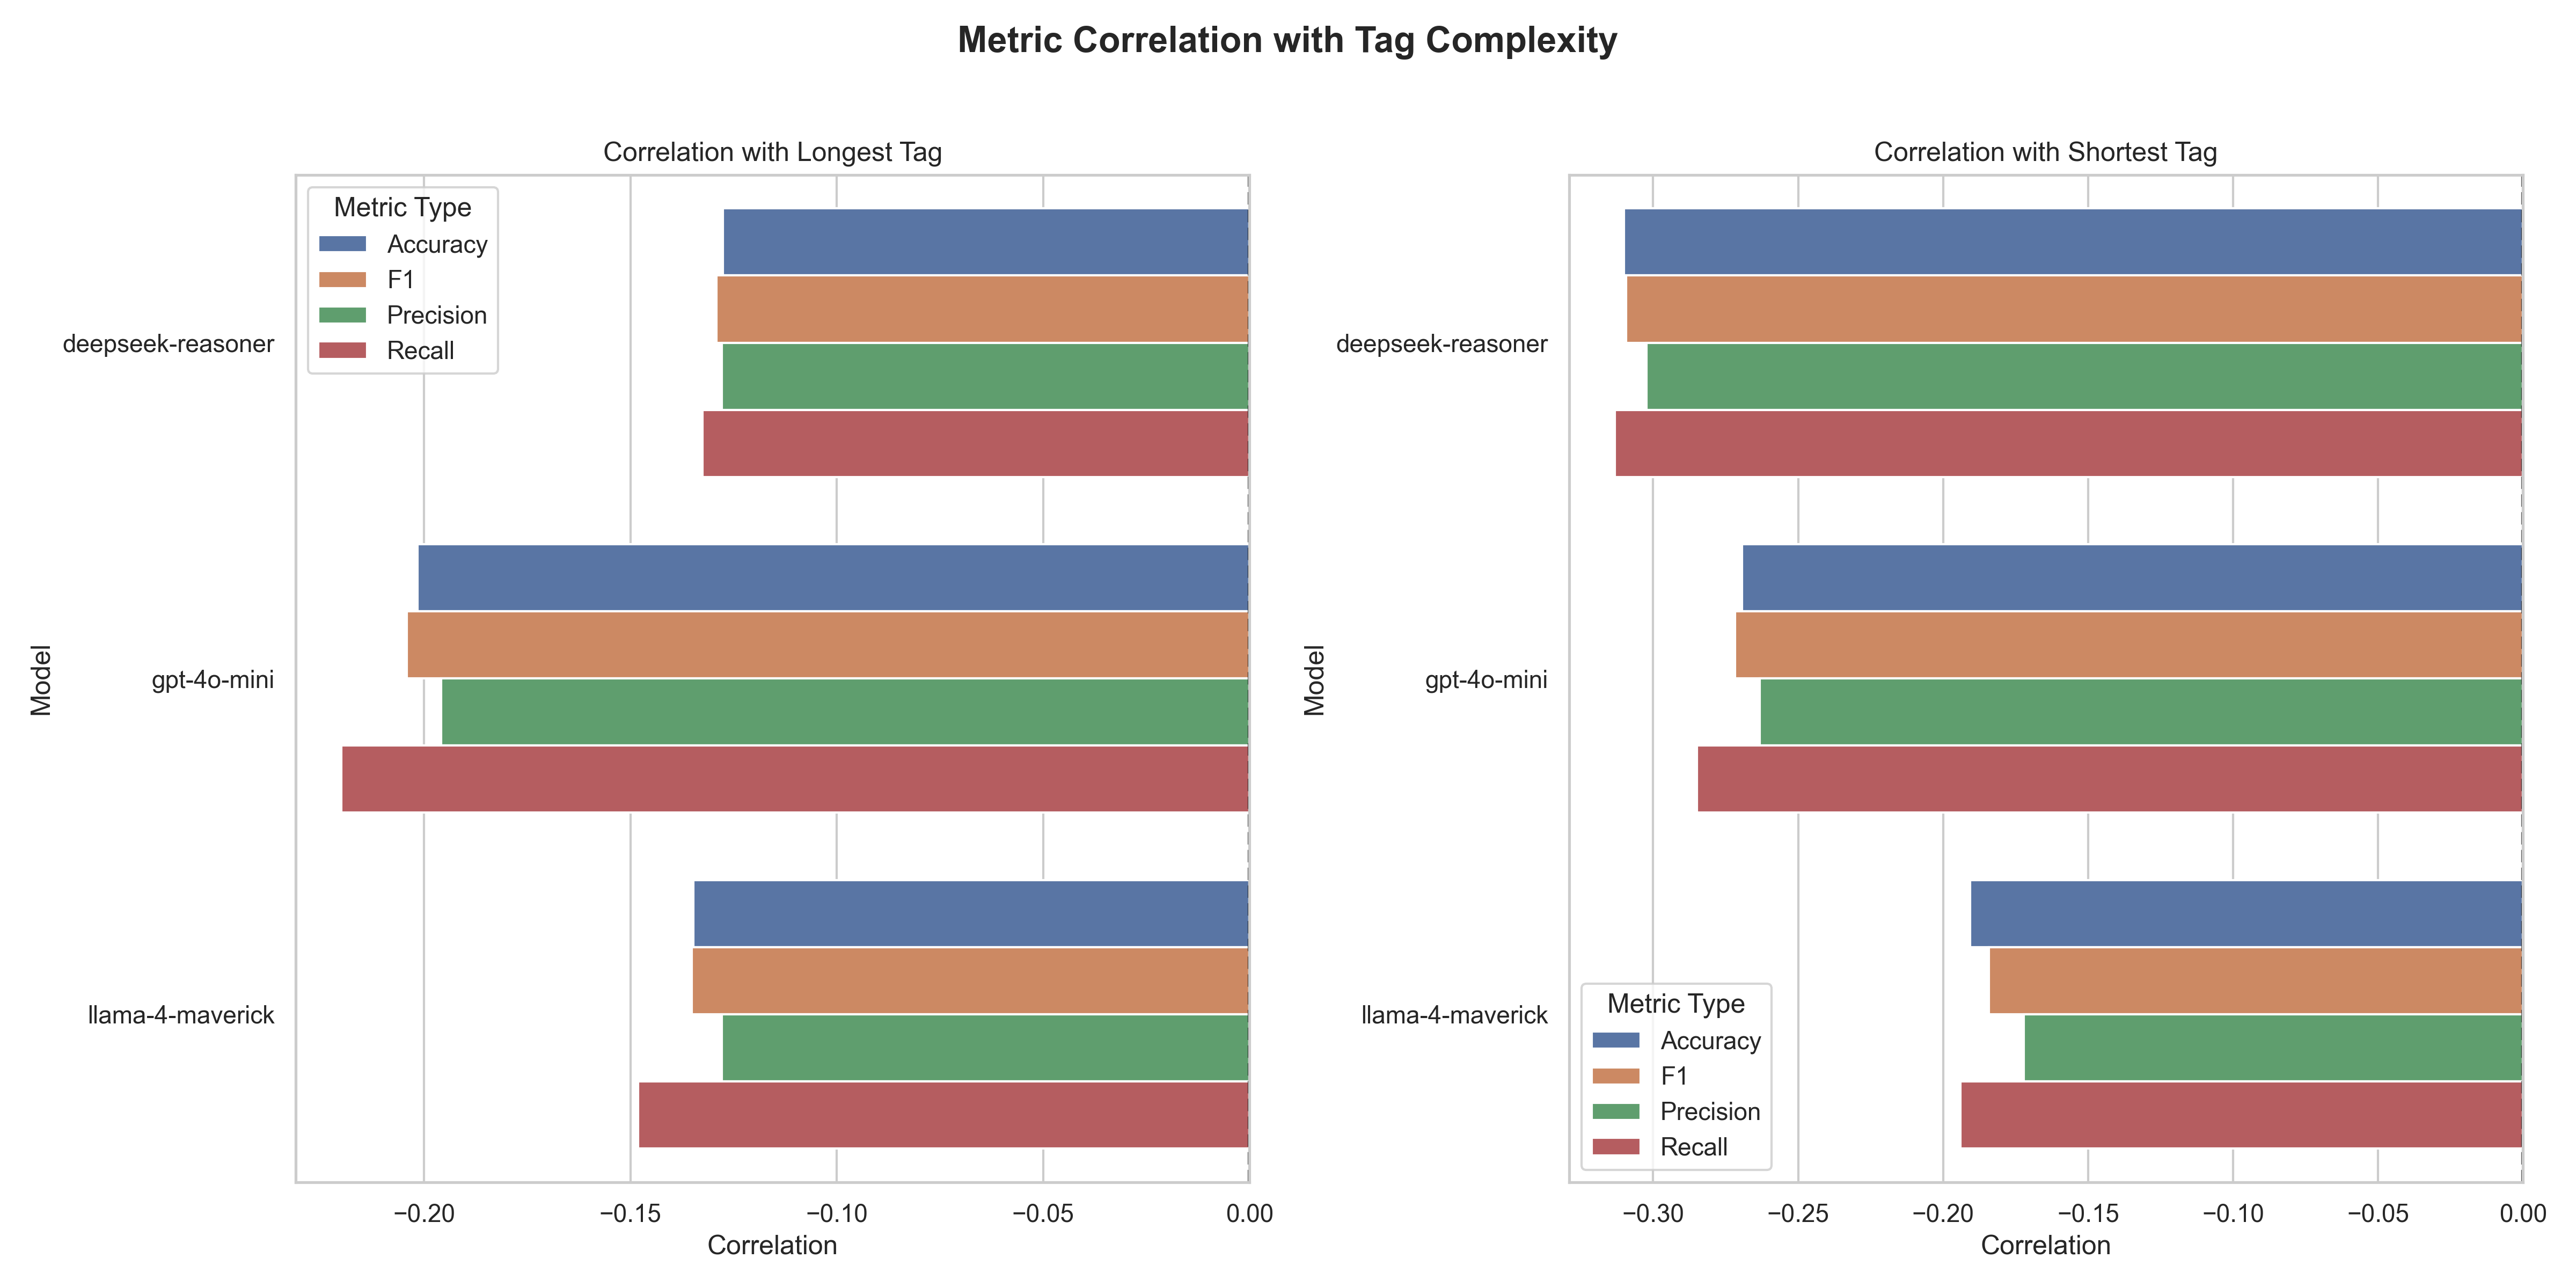 Metric Correlation with Tag Complexity
Correlation with Longest Tag
Metric Type
Accuracy
F1
Precision
Recall
deepseek-reasoner
gpt-4o-mini
llama-4-maverick
Model
−0.20 −0.15 −0.10 −0.05 0.00
Correlation
Correlation with Shortest Tag
deepseek-reasoner
gpt-4o-mini
llama-4-maverick
Model
Metric Type
Accuracy
F1
Precision
Recall
−0.30 −0.25 −0.20 −0.15 −0.10 −0.05 0.00
Correlation